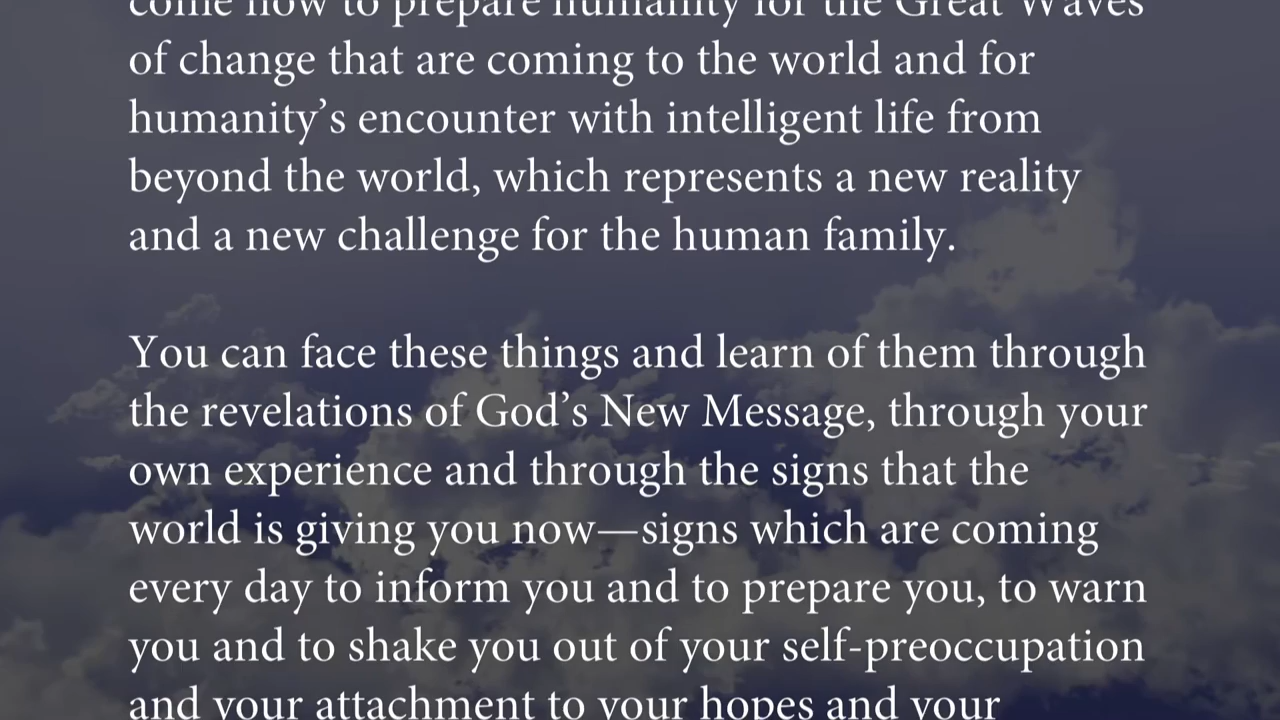 come now to prepare humanity for the Great Waves
of change that are coming to the world and for
humanity’s encounter with intelligent life from
beyond the world, which represents a new reality
and a new challenge for the human family.
You can face these things and learn of them through
the revelations of God’s New Message, through your
own experience and through the signs that the
world is giving you now—signs which are coming
every day to inform you and to prepare you, to warn
you and to shake you out of your self-preoccupation
and your attachment to your hopes and your